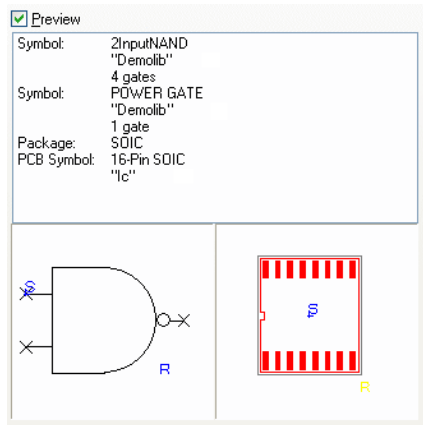 Preview
Symbol: 2InputNAND
"Demolib"
4 gates
Symbol: POWER GATE
"Demolib"
1 gate
Package: SOIC
PCB Symbol: 16-Pin SOIC
"Ic"
S
R
S
R